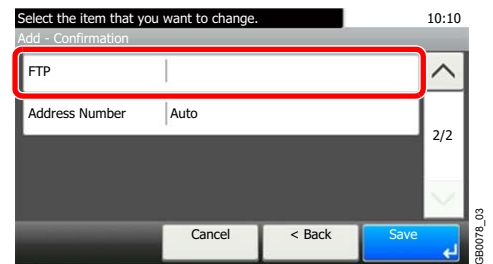 Select the item that you want to change. 10:10
Add - Confirmation
FTP
Address Number Auto
2/2
Cancel < Back Save
GB0078_03